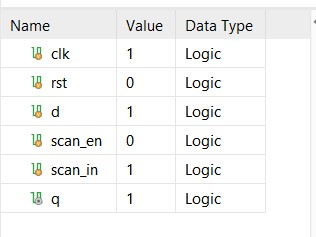 Name Value Data Type
clk 1 Logic
rst 0 Logic
d 1 Logic
scan_en 0 Logic
scan_in 1 Logic
q 1 Logic